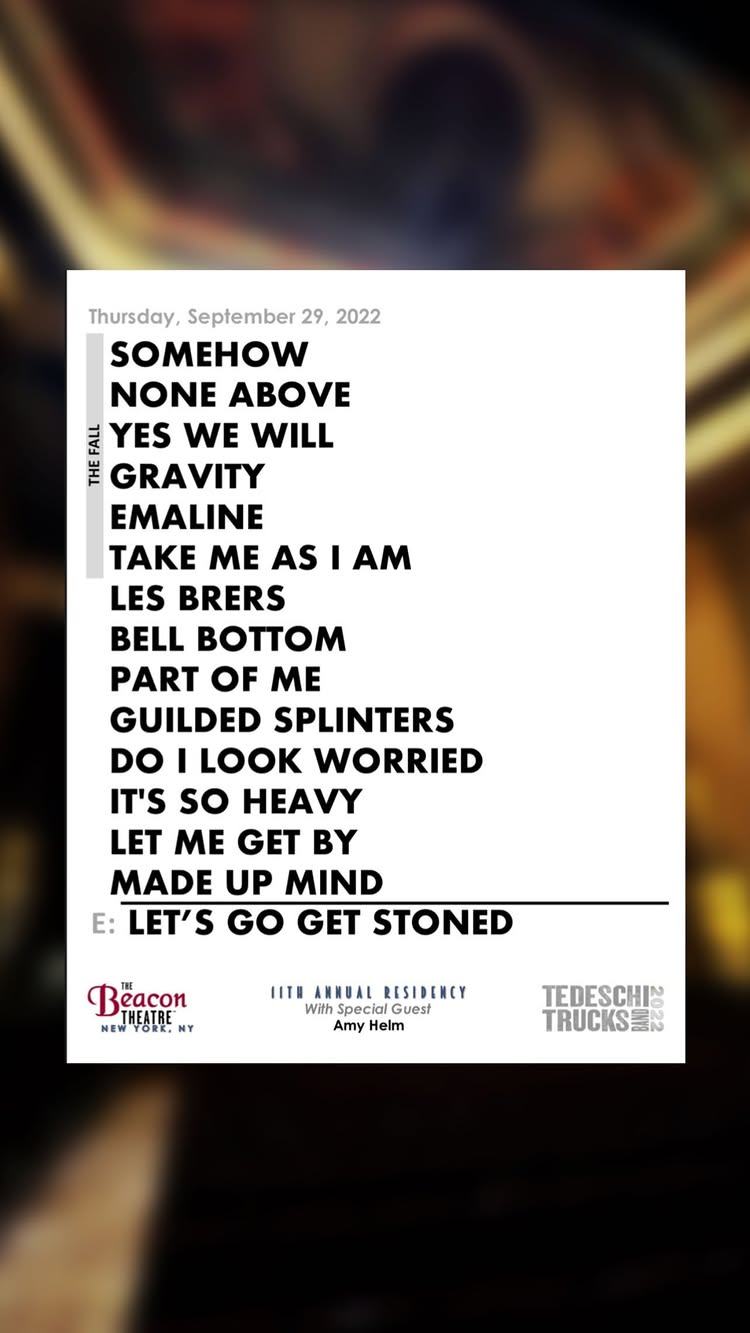 Thursday, September 29, 2022
THE FALL
SOMEHOW
NONE ABOVE
YES WE WILL
GRAVITY
EMALINE
TAKE ME AS I AM
LES BRERS
BELL BOTTOM
PART OF ME
GUILDED SPLINTERS
DO I LOOK WORRIED
IT'S SO HEAVY
LET ME GET BY
MADE UP MIND
E: LET’S GO GET STONED
THE
Beacon
THEATRE
NEW YORK, NY
11TH ANNUAL RESIDENCY
With Special Guest
Amy Helm
TEDESCHI
TRUCKS
BAND
2022